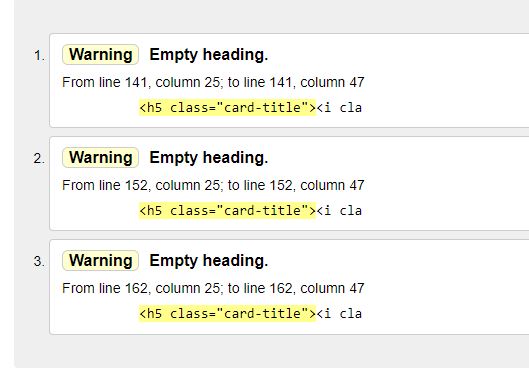 1. Warning Empty heading.
From line 141, column 25; to line 141, column 47
<h5 class="card-title"><i cla
2. Warning Empty heading.
From line 152, column 25; to line 152, column 47
<h5 class="card-title"><i cla
3. Warning Empty heading.
From line 162, column 25; to line 162, column 47
<h5 class="card-title"><i cla